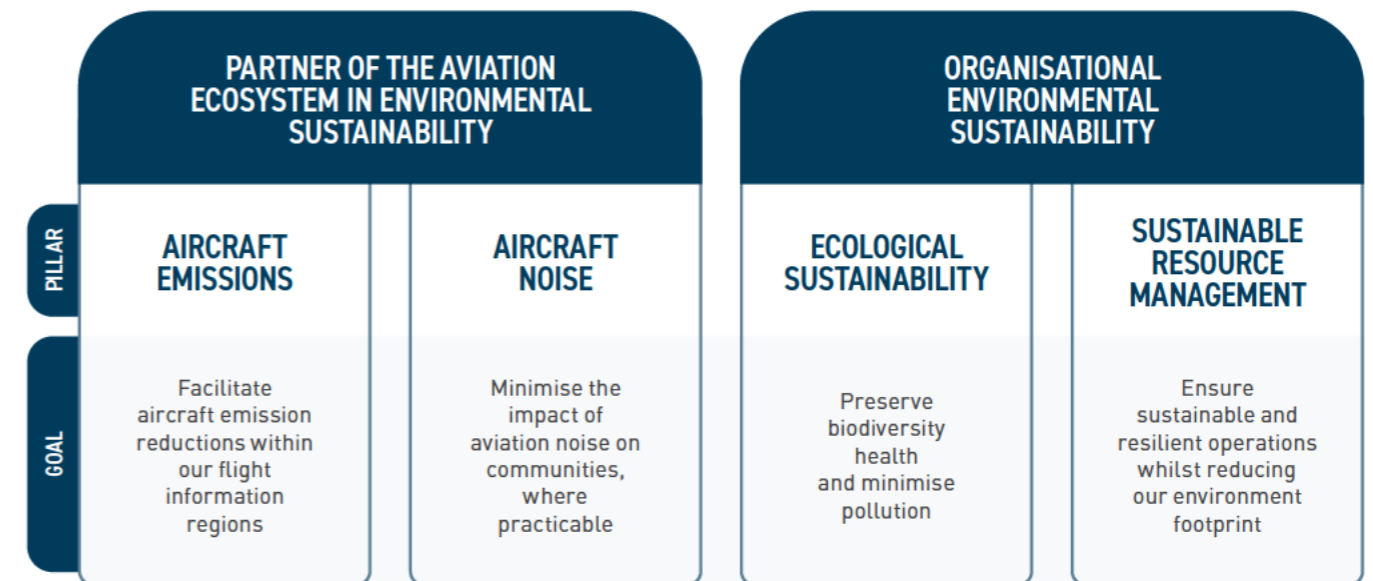 PARTNER OF THE AVIATION
ECOSYSTEM IN ENVIRONMENTAL
SUSTAINABILITY
ORGANISATIONAL
ENVIRONMENTAL
SUSTAINABILITY
PILLAR
AIRCRAFT
EMISSIONS
AIRCRAFT
NOISE
ECOLOGICAL
SUSTAINABILITY
SUSTAINABLE
RESOURCE
MANAGEMENT
GOAL
Facilitate
aircraft emission
reductions within
our flight
information
regions
Minimise the
impact of
aviation noise on
communities,
where
practicable
Preserve
biodiversity
health
and minimise
pollution
Ensure
sustainable and
resilient operations
whilst reducing
our environment
footprint